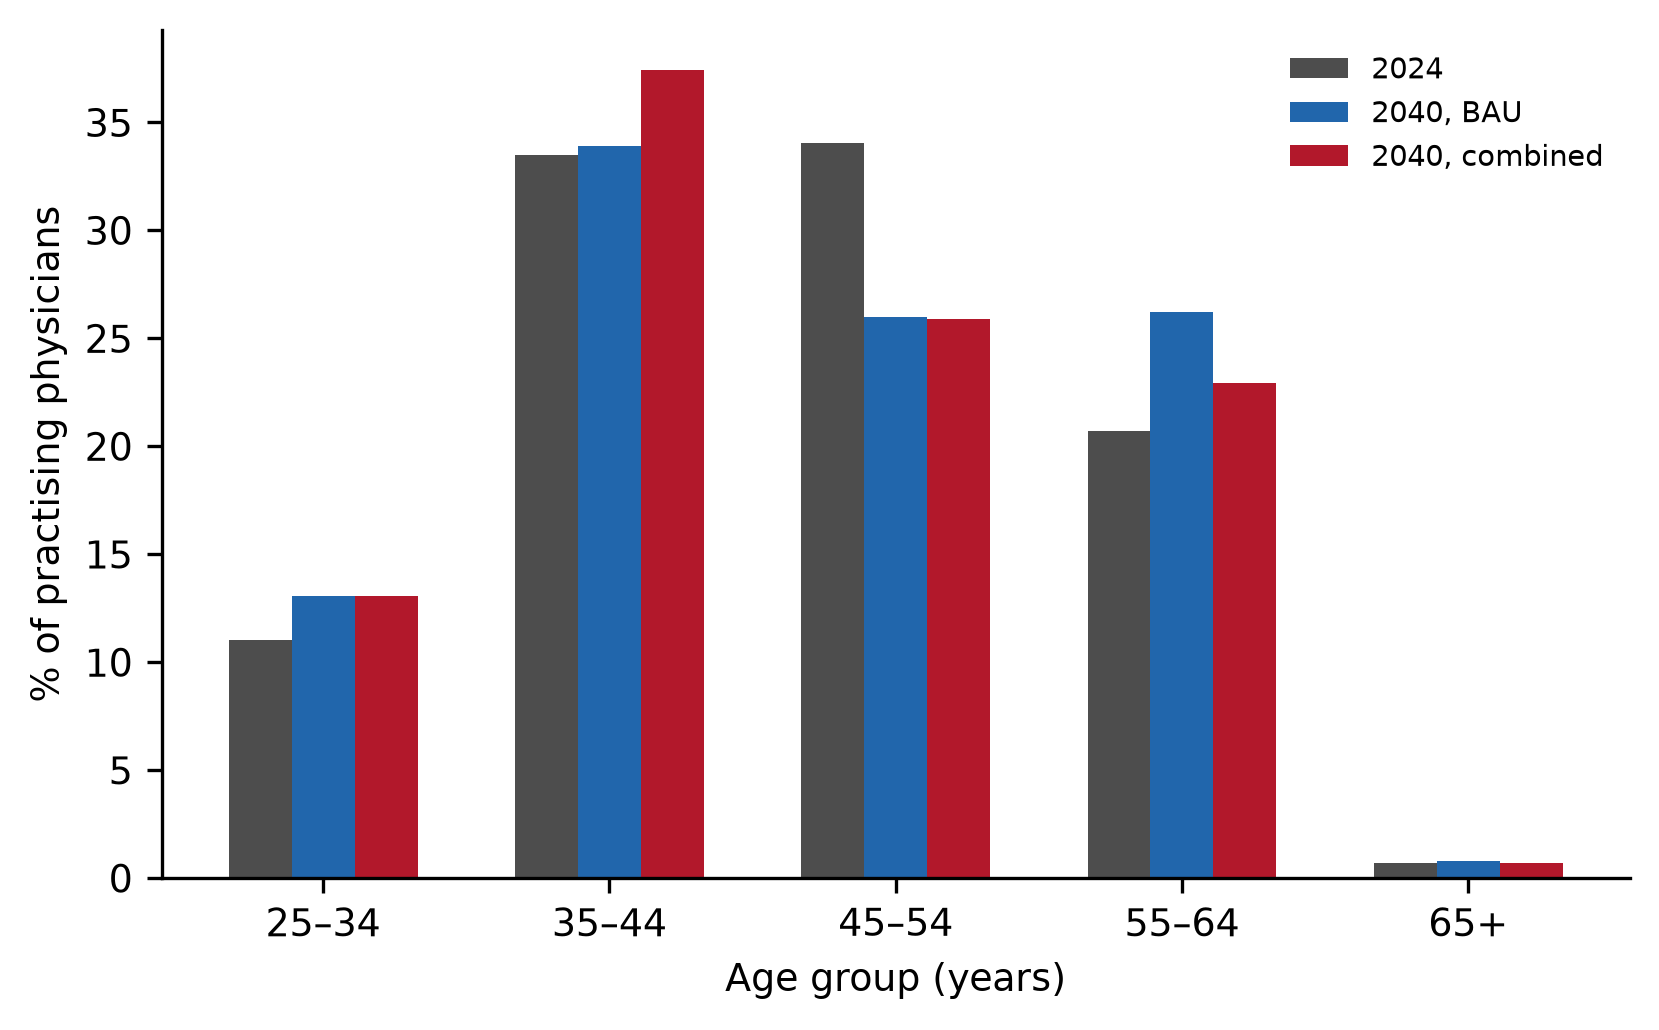 2024
2040, BAU
2040, combined
% of practising physicians
35
30
25
20
15
10
5
0
25–34 35–44 45–54 55–64 65+
Age group (years)